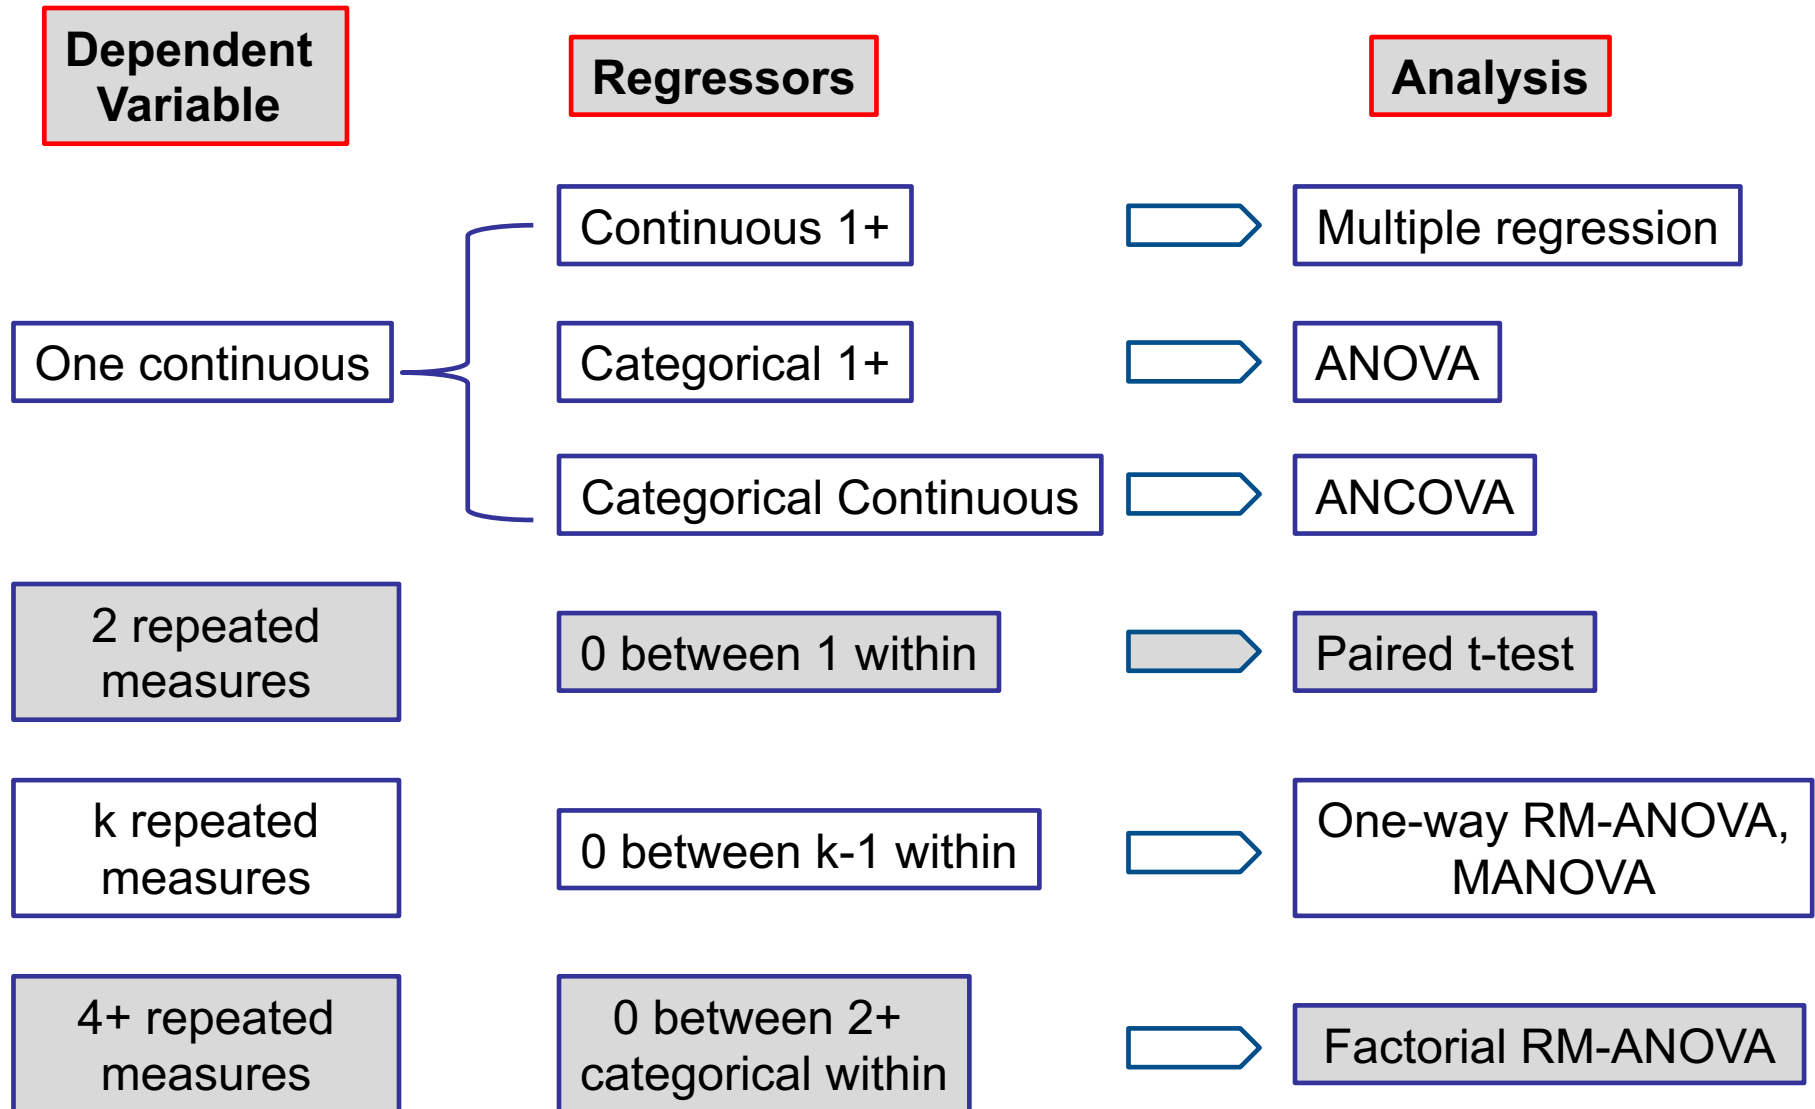 Dependent
Variable
Regressors
Analysis
Continuous 1+
Multiple regression
One continuous
Categorical 1+
ANOVA
Categorical Continuous
ANCOVA
2 repeated
measures
0 between 1 within
Paired t-test
k repeated
measures
0 between k-1 within
One-way RM-ANOVA,
MANOVA
4+ repeated
measures
0 between 2+
categorical within
Factorial RM-ANOVA